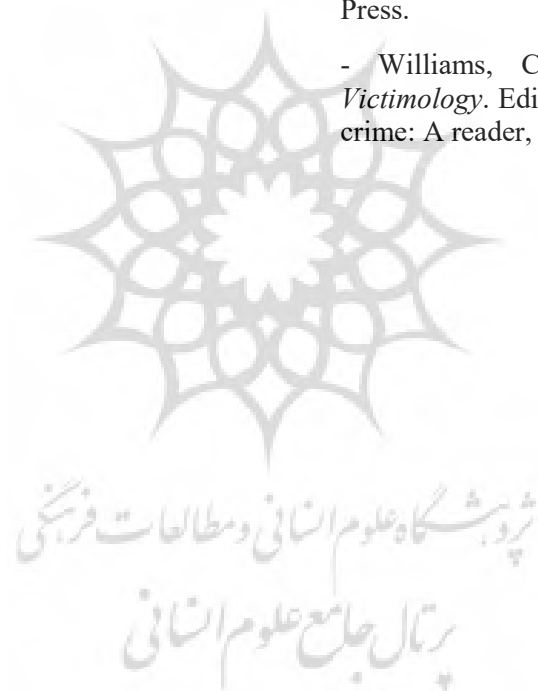 Press.
- Williams, C
Victimology. Edi
crime: A reader,
پژوهشگاه علوم انسانی و مطالعات فرهنگی
پرتال جامع علوم انسانی